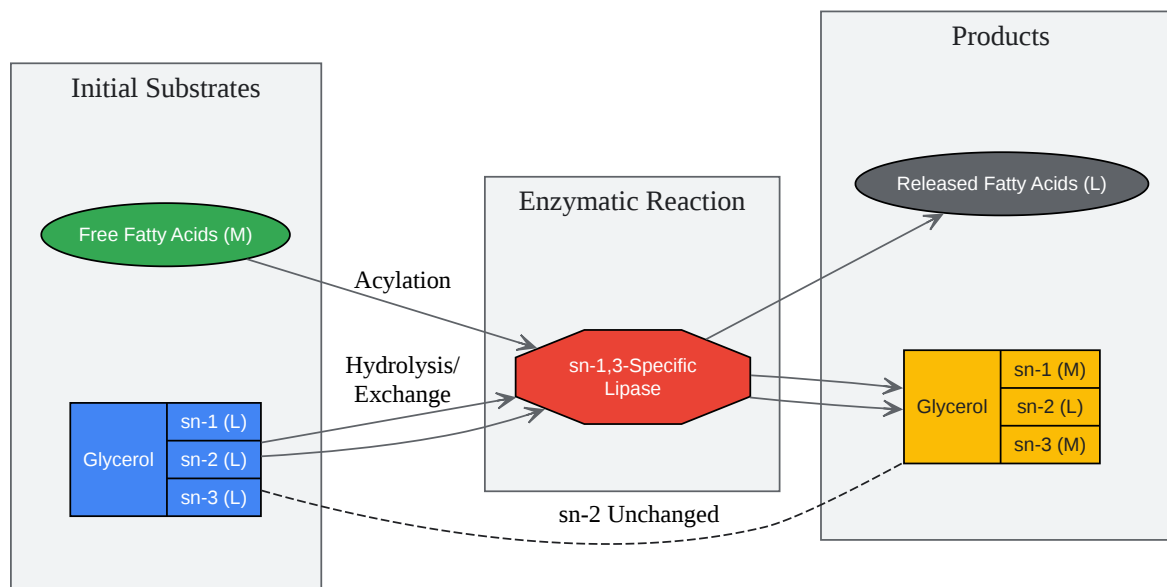 Initial Substrates
Free Fatty Acids (M)
Glycerol
sn-1 (L)
sn-2 (L)
sn-3 (L)
Acylation
Hydrolysis/
Exchange
Enzymatic Reaction
sn-1,3-Specific
Lipase
sn-2 Unchanged
Products
Released Fatty Acids (L)
Glycerol
sn-1 (M)
sn-2 (L)
sn-3 (M)